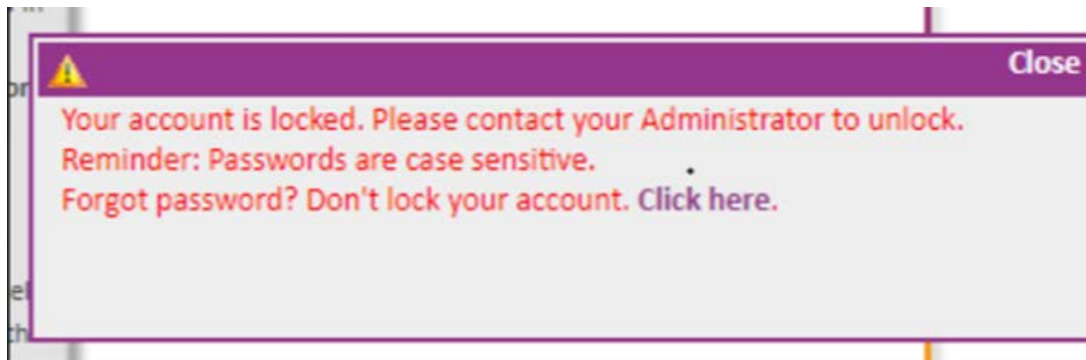 Close
Your account is locked. Please contact your Administrator to unlock.
Reminder: Passwords are case sensitive.
Forgot password? Don't lock your account. Click here.